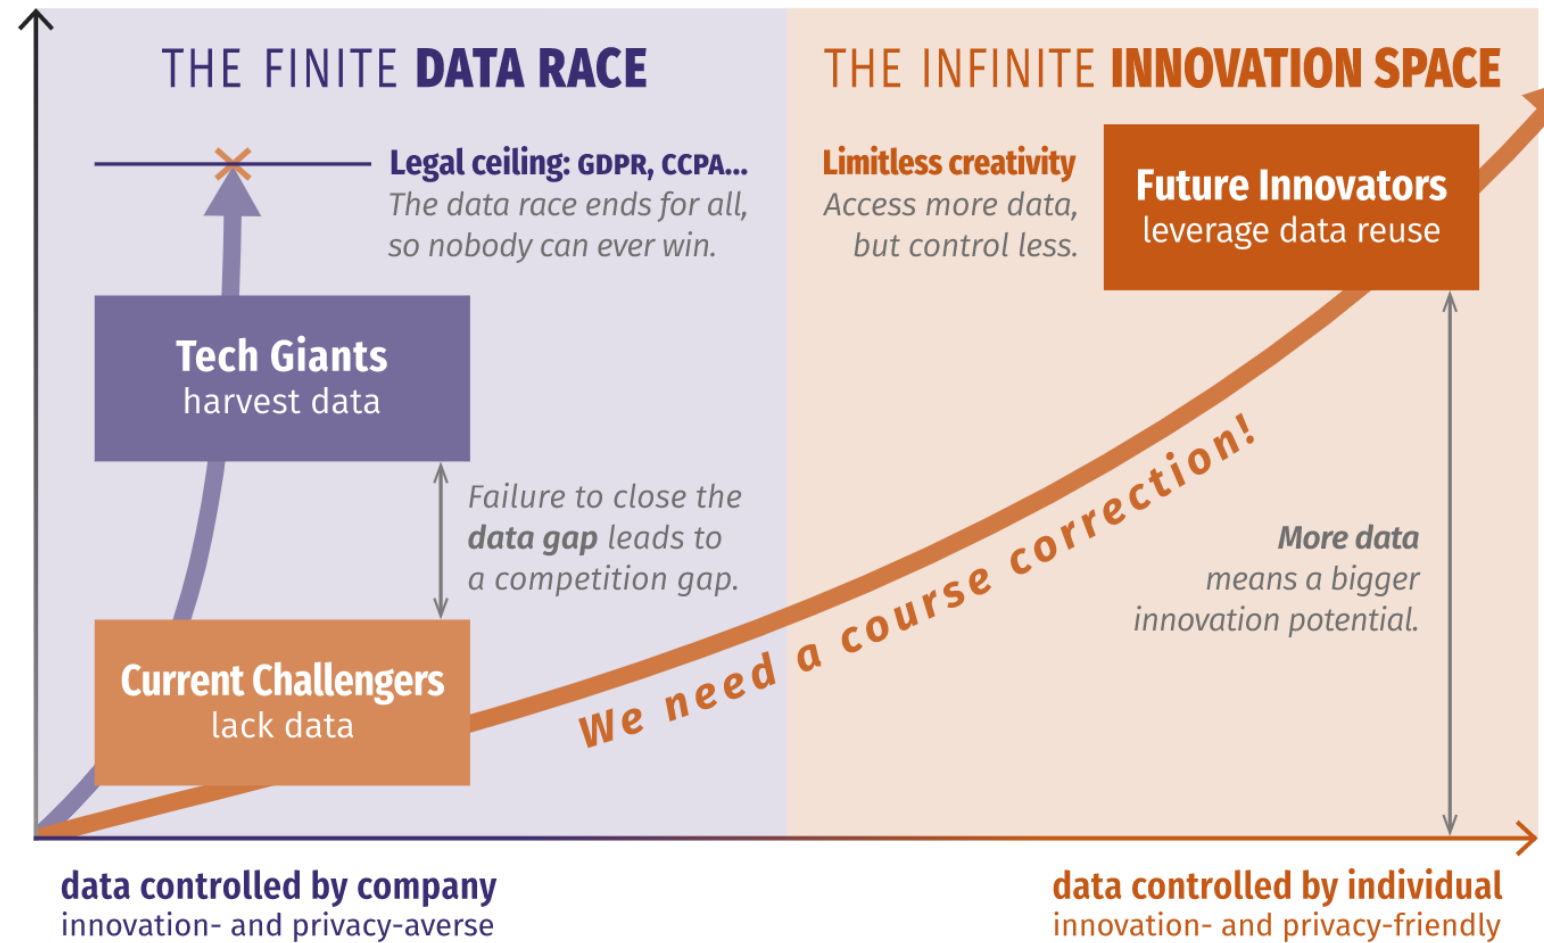 THE FINITE DATA RACE
Legal ceiling: GDPR, CCPA...
The data race ends for all,
so nobody can ever win.
Tech Giants
harvest data
Failure to close the
data gap leads to
a competition gap.
Current Challengers
lack data
THE INFINITE INNOVATION SPACE
Limitless creativity
Access more data,
but control less.
Future Innovators
leverage data reuse
We need a course correction!
More data
means a bigger
innovation potential.
data controlled by company
innovation- and privacy-averse
data controlled by individual
innovation- and privacy-friendly